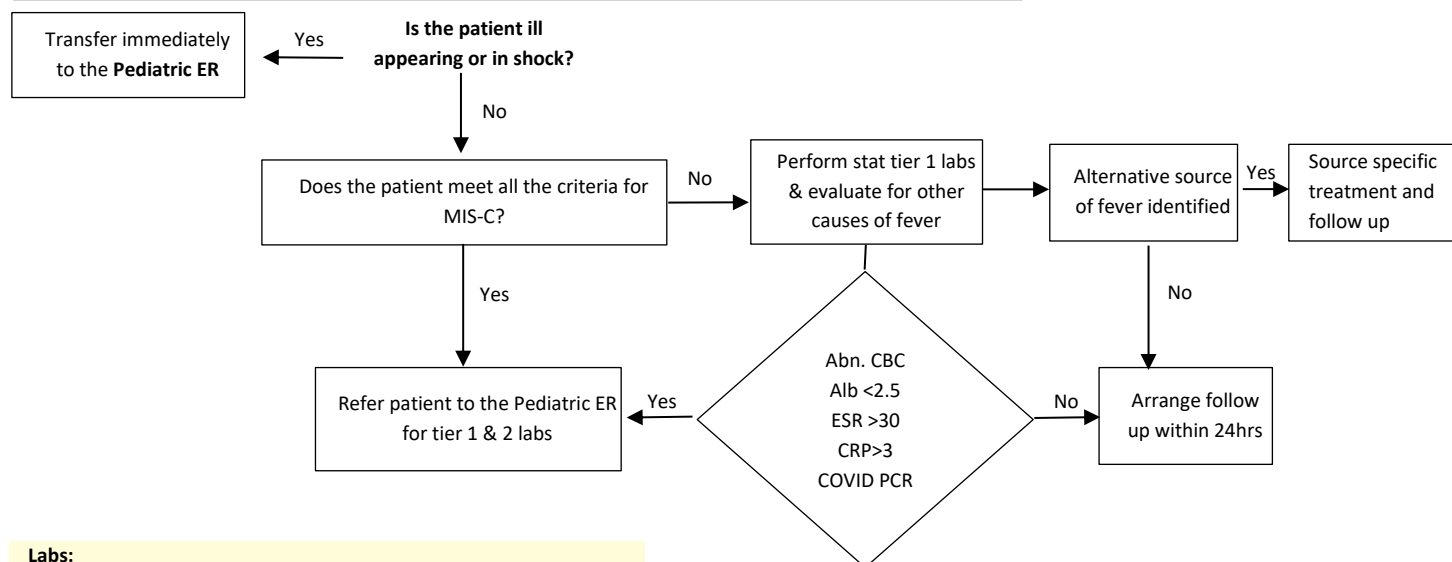 Transfer immediately
to the Pediatric ER
Yes
Is the patient ill
appearing or in shock?
No
Does the patient meet all the criteria for
MIS-C?
No
Perform stat tier 1 labs
& evaluate for other
causes of fever
Alternative source
of fever identified
Yes
Source specific
treatment and
follow up
Yes
No
Refer patient to the Pediatric ER
for tier 1 & 2 labs
Yes
Abn. CBC
Alb <2.5
ESR >30
CRP>3
COVID PCR
No
Arrange follow
up within 24hrs
Labs: